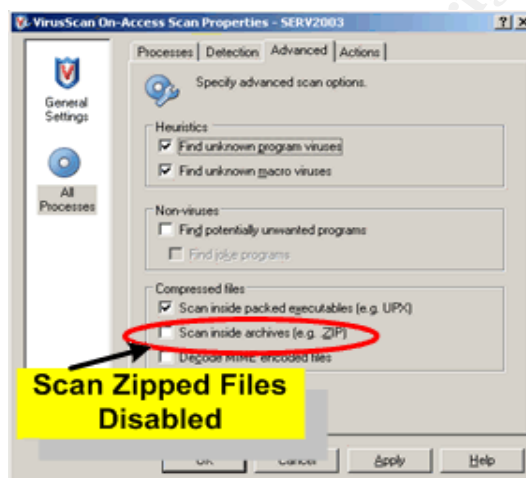 VirusScan On-Access Scan Properties - SERV2003
Processes
Detection
Advanced
Actions
General Settings
All Processes
Specify advanced scan options.
Heuristics
Find unknown program viruses
Find unknown macro viruses
Non-viruses
Find potentially unwanted programs
Find joke programs
Compressed files
Scan inside packed executables (e.g. UPX)
Scan inside archives (e.g. ZIP)
Decode MIME encoded files
Scan Zipped Files
Disabled
OK
Cancel
Apply
Help